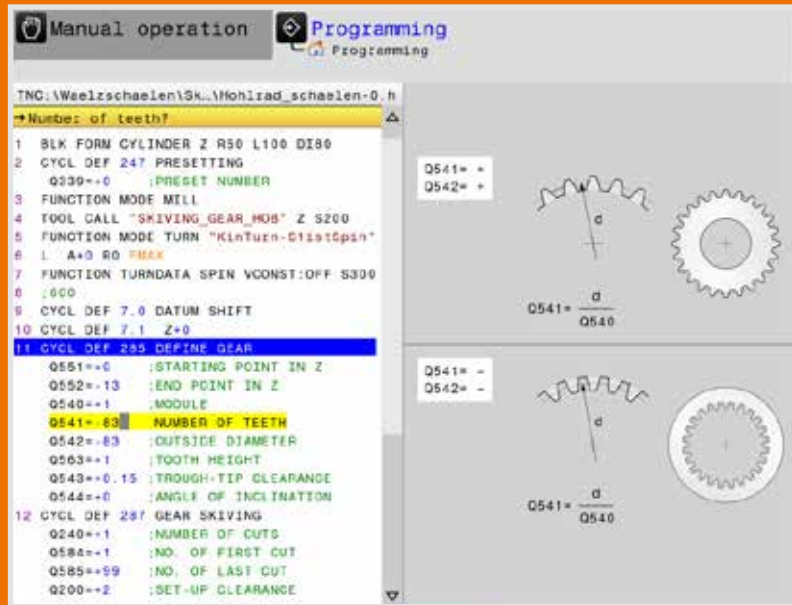 Manual operation
Programming
Programming
TNC:\Waelzschaelen\Sk…\Hohlrad_schaelen-0.h
→Number of teeth?
1 BLK FORM CYLINDER Z R50 L100 DI80
2 CYCL DEF 247 PRESETTING
Q339=+0 ;PRESET NUMBER
3 FUNCTION MODE MILL
4 TOOL CALL "SKIVING_GEAR_HOB" Z S200
5 FUNCTION MODE TURN "KinTurn-GlistSpin"
6 L A+0 R0 FMAX
7 FUNCTION TURNDATA SPIN VCONST:OFF S300
8 ;600
9 CYCL DEF 7.0 DATUM SHIFT
10 CYCL DEF 7.1 Z+0
11 CYCL DEF 285 DEFINE GEAR
Q551=+0 ;STARTING POINT IN Z
Q552=-13 ;END POINT IN Z
Q540=+1 ;MODULE
Q541=-83 NUMBER OF TEETH
Q542=-83 ;OUTSIDE DIAMETER
Q563=+1 ;TOOTH HEIGHT
Q543=+0.15 ;TROUGH-TIP CLEARANCE
Q544=+0 ;ANGLE OF INCLINATION
12 CYCL DEF 287 GEAR SKIVING
Q240=+1 ;NUMBER OF CUTS
Q584=+1 ;NO. OF FIRST CUT
Q585=+99 ;NO. OF LAST CUT
Q200=+2 ;SET-UP CLEARANCE
Q541= +
Q542= +
d
Q541= d
Q540
Q541= -
Q542= -
d
Q541= d
Q540